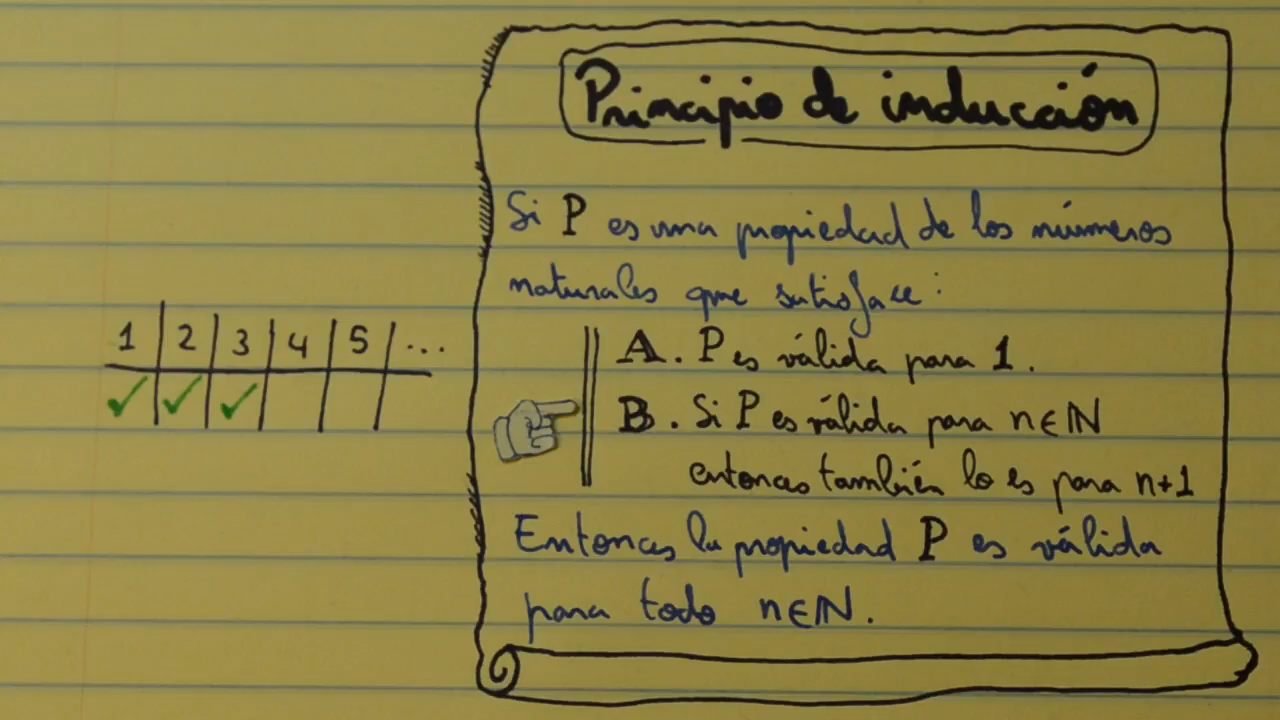 Principio de inducción
Si P es una propiedad de los números
naturales que satisface:
1 2 3 4 5 ...
A. P es válida para 1.
B. Si P es válida para n∈ℕ
entonces también lo es para n+1
Entonces la propiedad P es válida
para todo n∈ℕ.